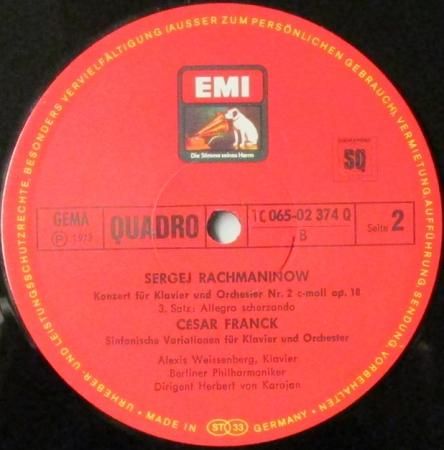 URHEBER- UND LEISTUNGSSCHUTZRECHTE, BESONDERS VERVIELFÄLTIGUNG (AUSSER ZUM PERSÖNLICHEN GEBRAUCH), VERMIETUNG, AUFFÜHRUNG, SENDUNG, VORBEHALTEN
EMI
Die Stimme seines Herrn
SQ
GEMA
℗ 1973
QUADRO
1C 065-02 374 Q
B
Seite 2
SERGEJ RACHMANINOW
Konzert für Klavier und Orchester Nr. 2 c-moll op. 18
3. Satz: Allegro scherzando
CÉSAR FRANCK
Sinfonische Variationen für Klavier und Orchester
Alexis Weissenberg, Klavier
Berliner Philharmoniker
Dirigent Herbert von Karajan
MADE IN GERMANY
ST 33